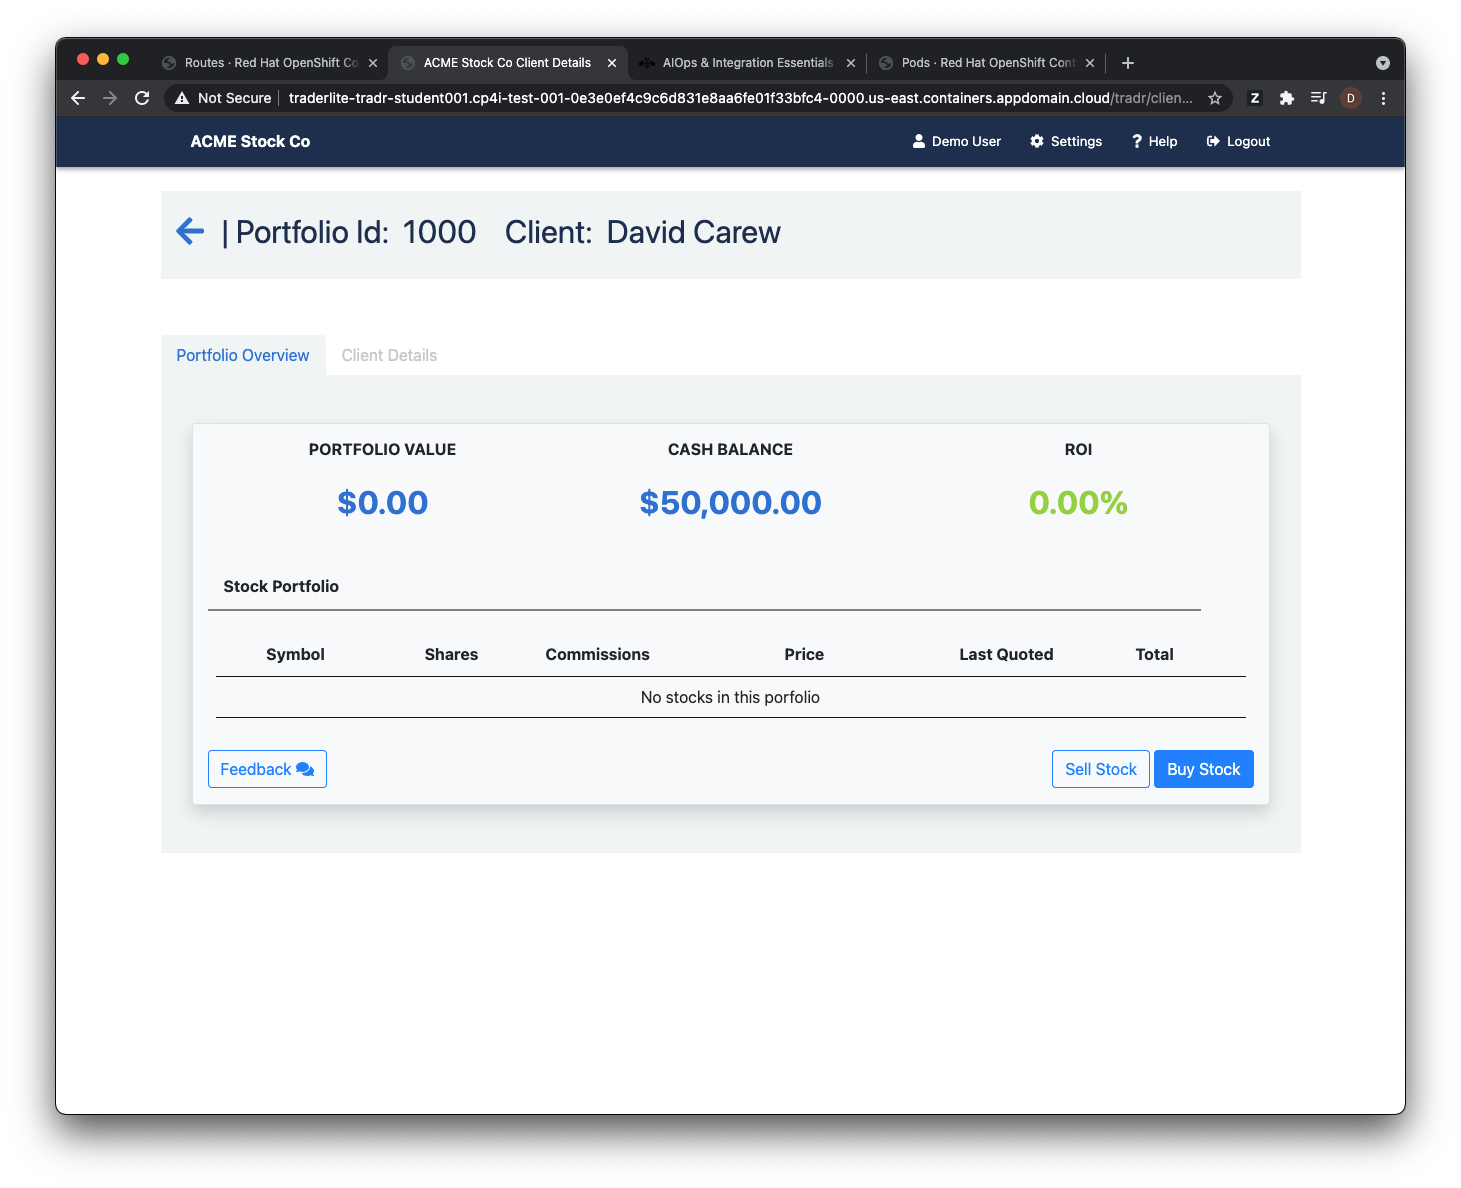 Routes · Red Hat OpenShift Co
ACME Stock Co Client Details
AIOps & Integration Essentials
Pods · Red Hat OpenShift Cont
Not Secure
traderlite-tradr-student001.cp4i-test-001-0e3e0ef4c9c6d831e8aa6fe01f33bfc4-0000.us-east.containers.appdomain.cloud/tradr/clien...
Z
D
ACME Stock Co
Demo User
Settings
? Help
Logout
| Portfolio Id: 1000 Client: David Carew
Portfolio Overview
Client Details
PORTFOLIO VALUE CASH BALANCE ROI
$0.00 $50,000.00 0.00%
Stock Portfolio
Symbol Shares Commissions Price Last Quoted Total
No stocks in this porfolio
Feedback
Sell Stock
Buy Stock